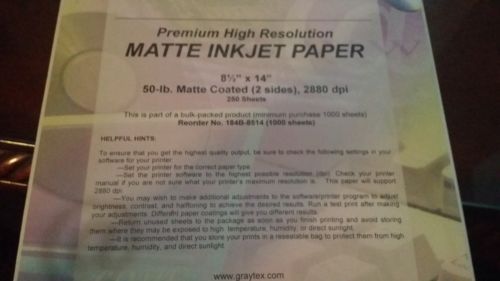 Premium High Resolution
MATTE INKJET PAPER
8½" x 14"
50-lb. Matte Coated (2 sides), 2880 dpi
250 Sheets
This is part of a bulk-packed product (minimum purchase 1000 sheets)
Reorder No. 184B-8514 (1000 sheets)
HELPFUL HINTS:
To ensure that you get the highest quality output, be sure to check the following settings in your
software for your printer:
—Set your printer for the correct paper type.
—Set the printer software to the highest possible resolution (dpi). Check your printer
manual if you are not sure what your printer's maximum resolution is. This paper will support
2880 dpi.
—You may wish to make additional adjustments to the software/printer program to adjust
brightness, contrast, and halftoning to achieve the desired results. Run a test print after making
your adjustments. Different paper coatings will give you different results.
—Return unused sheets to the package as soon as you finish printing and avoid storing
them where they may be exposed to high temperature, humidity, or direct sunlight.
—It is recommended that you store your prints in a resealable bag to protect them from high
temperature, humidity, and direct sunlight.
www.graytex.com